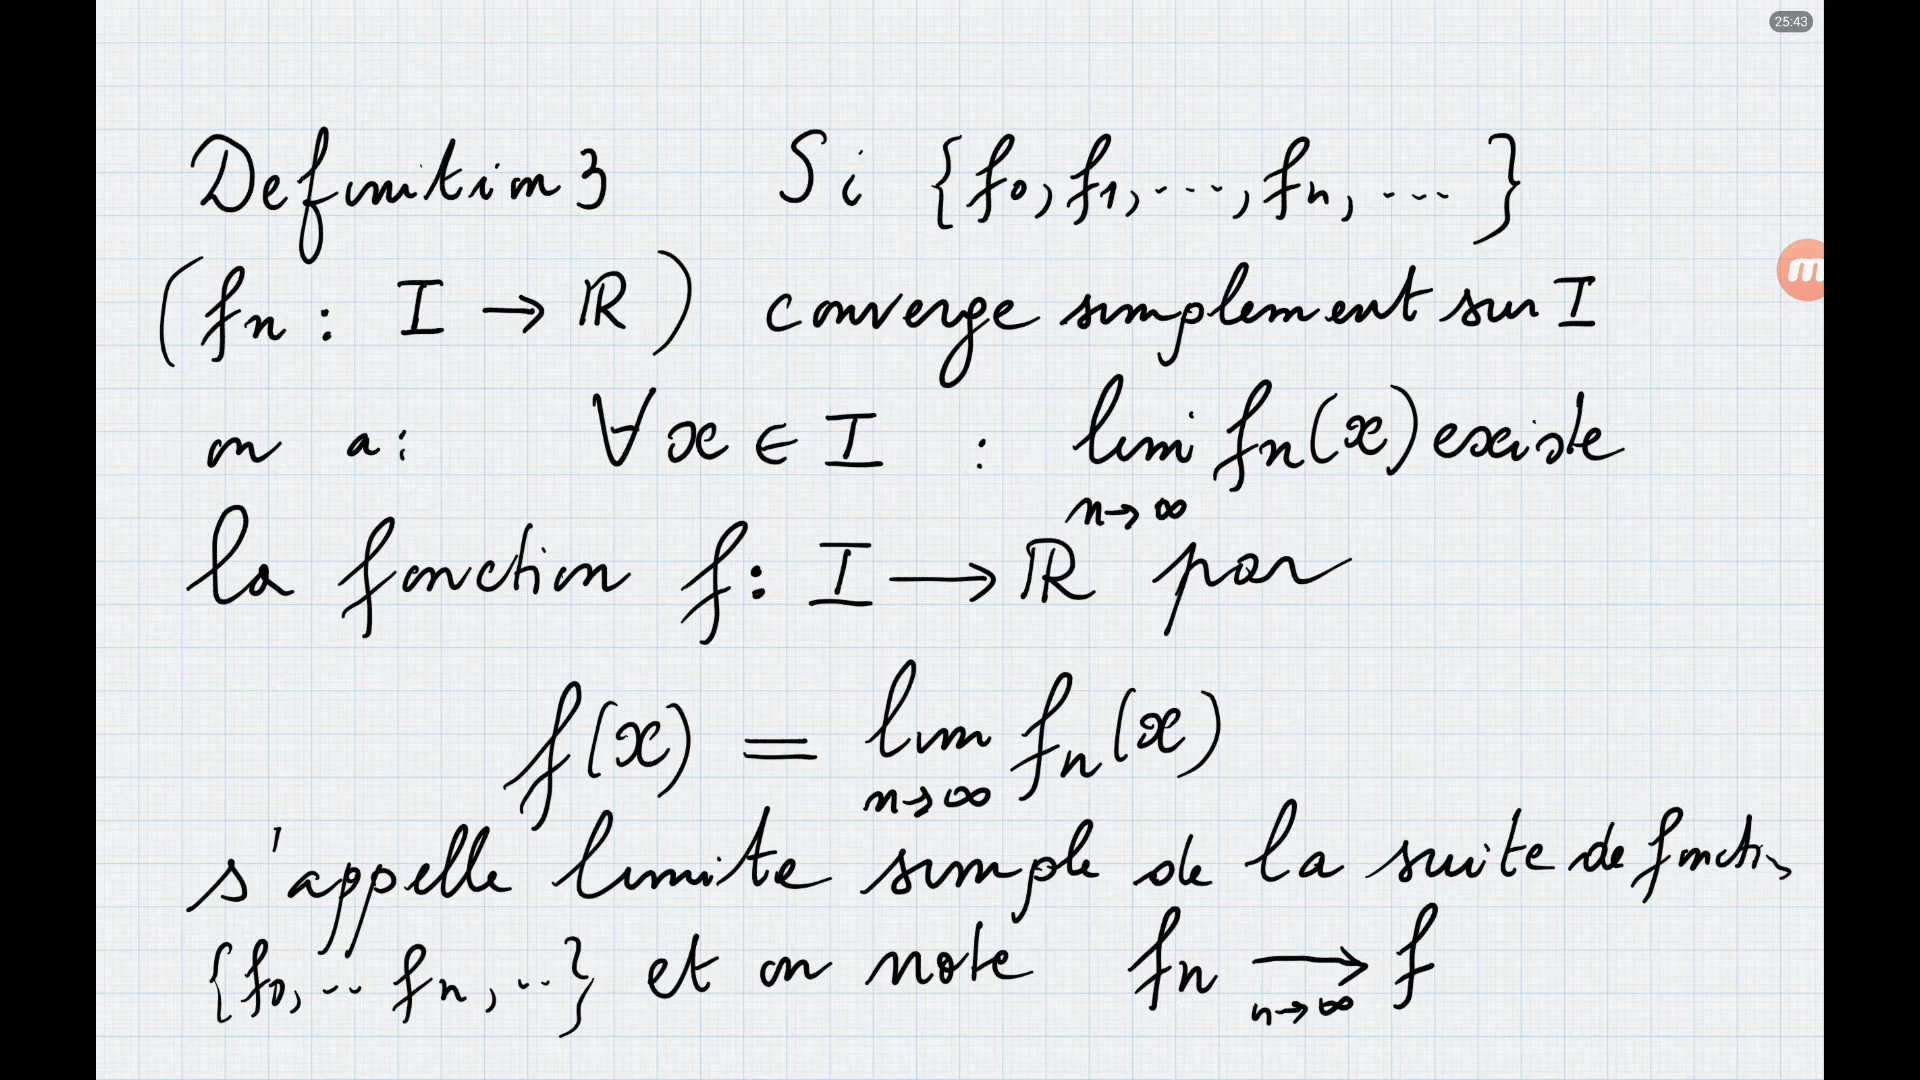 25:43
Definition 3 Si {f₀, f₁, ..., fₙ, ... }
(fₙ : I → ℝ) converge simplement sur I
m
on a: ∀x ∈ I : lim fₙ(x) existe
n→∞
la fonction f: I → ℝ par
f(x) = lim fₙ(x)
n→∞
s'appelle limite simple de la suite de fonction
{f₀, .. fₙ, ..} et on note fₙ → f
n→∞